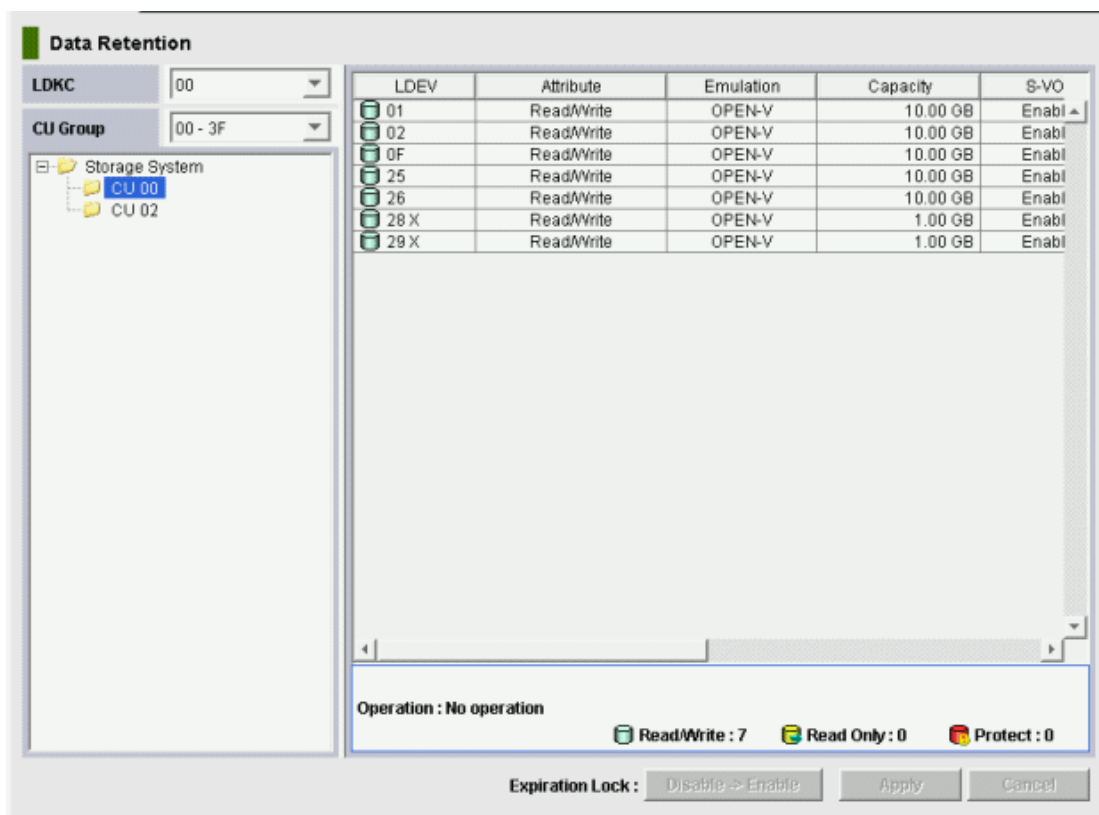 Data Retention
LDKC 00
CU Group 00 - 3F
Storage System
CU 00
CU 02
LDEV Attribute Emulation Capacity S-VO
01 Read/Write OPEN-V 10.00 GB Enabl
02 Read/Write OPEN-V 10.00 GB Enabl
0F Read/Write OPEN-V 10.00 GB Enabl
25 Read/Write OPEN-V 10.00 GB Enabl
26 Read/Write OPEN-V 10.00 GB Enabl
28 X Read/Write OPEN-V 1.00 GB Enabl
29 X Read/Write OPEN-V 1.00 GB Enabl
Operation : No operation
Read/Write : 7 Read Only : 0 Protect : 0
Expiration Lock : Disable -> Enable Apply Cancel